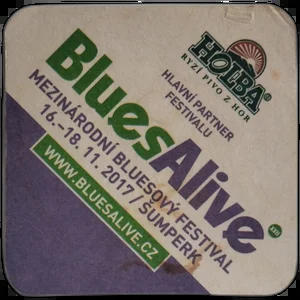 HOLBA
RYZÍ PIVO Z HOR
HLAVNÍ PARTNER
FESTIVALU
BluesAlive
MEZINÁRODNÍ BLUESOVÝ FESTIVAL
16.-18. 11. 2017 / ŠUMPERK
WWW.BLUESALIVE.CZ